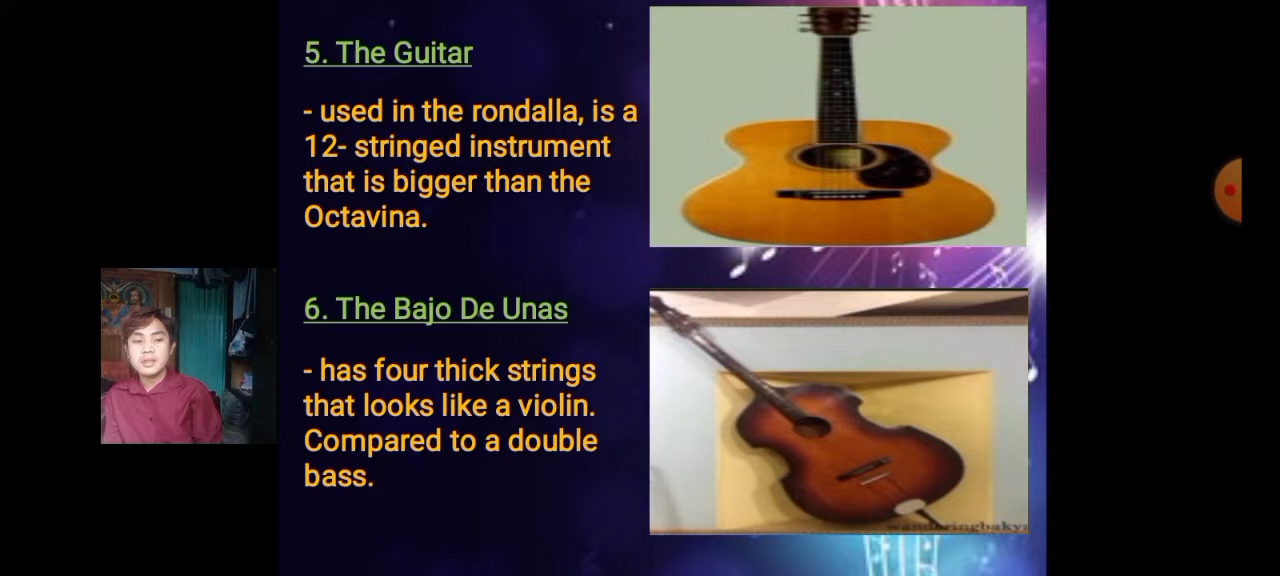 5. The Guitar
- used in the rondalla, is a
12- stringed instrument
that is bigger than the
Octavina.
6. The Bajo De Unas
- has four thick strings
that looks like a violin.
Compared to a double
bass.
wanderingbakya